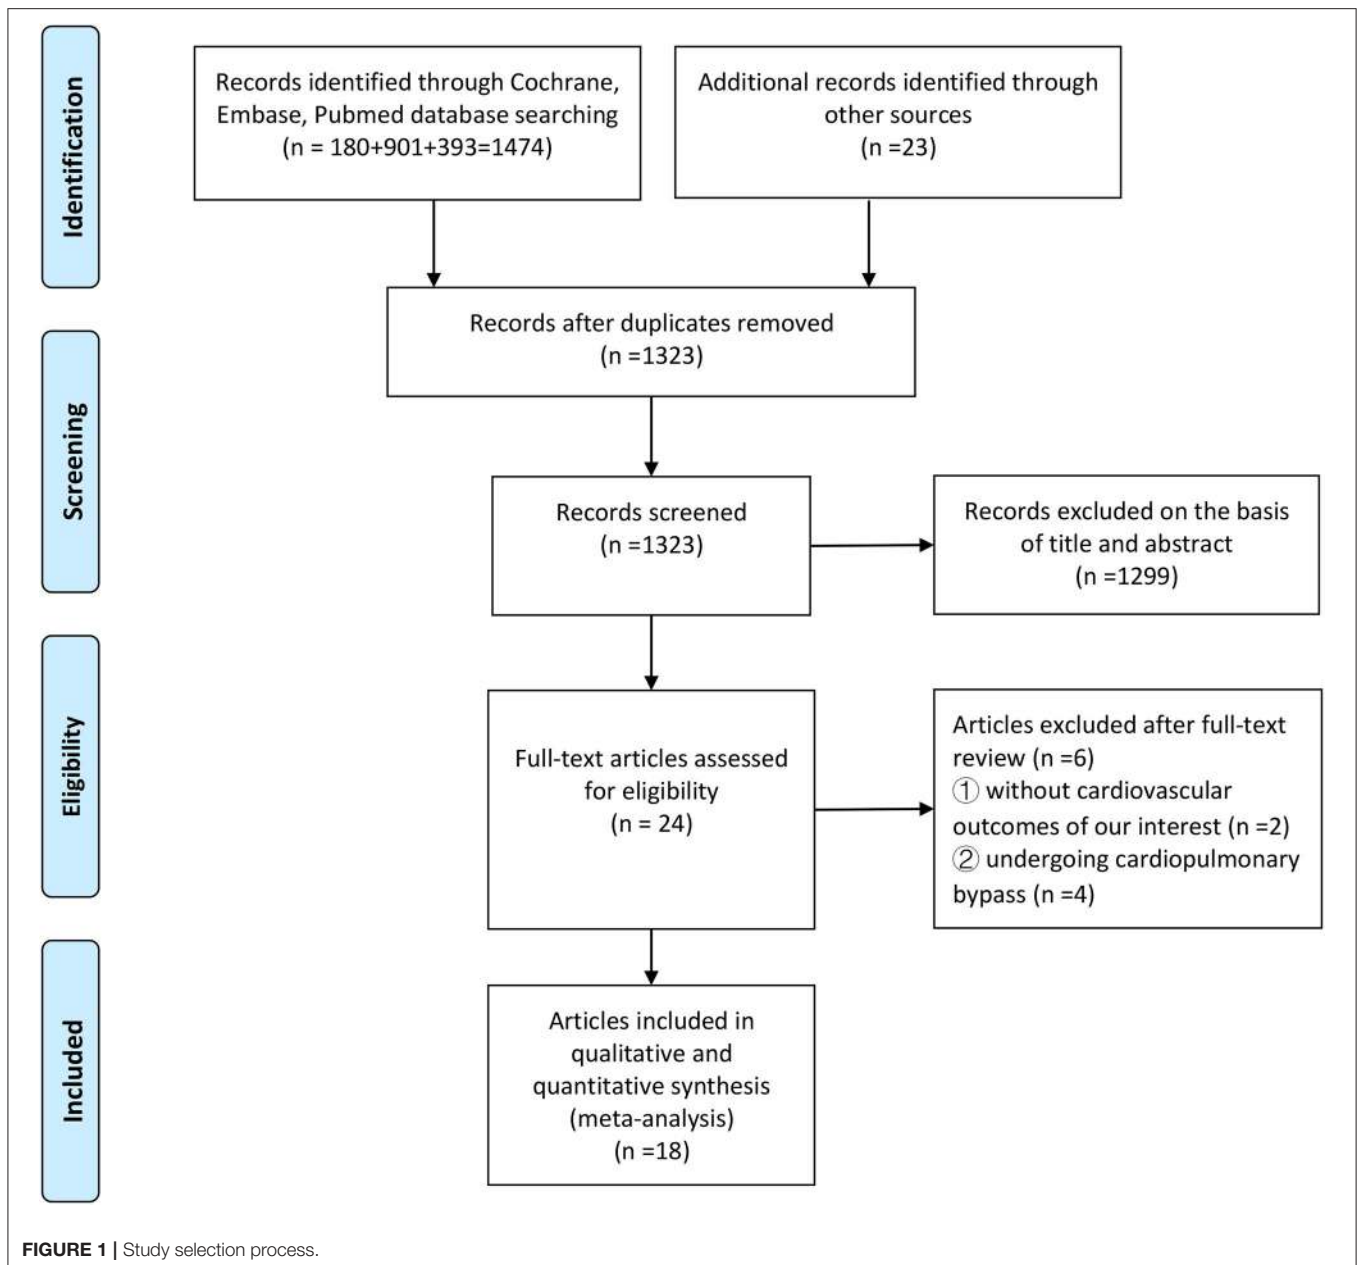 Identification
Records identified through Cochrane,
Embase, Pubmed database searching
(n = 180+901+393=1474)
Additional records identified through
other sources
(n =23)
Records after duplicates removed
(n =1323)
Screening
Records screened
(n =1323)
Records excluded on the basis
of title and abstract
(n =1299)
Eligibility
Full-text articles assessed
for eligibility
(n = 24)
Articles excluded after full-text
review (n =6)
① without cardiovascular
outcomes of our interest (n =2)
② undergoing cardiopulmonary
bypass (n =4)
Included
Articles included in
qualitative and
quantitative synthesis
(meta-analysis)
(n =18)
FIGURE 1 | Study selection process.